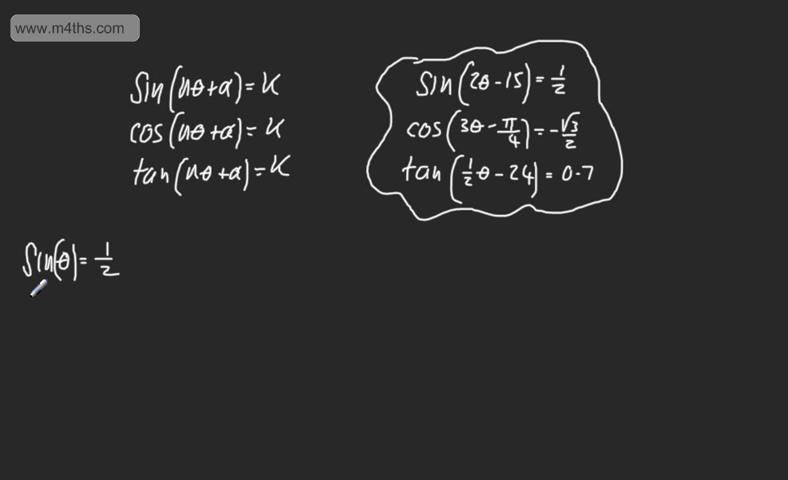 www.m4ths.com
Sin(nθ+α)=K
cos(nθ+α)=K
tan(nθ+α)=K
Sin(2θ-15)=1/2
cos(3θ-π/4)=-√3/2
tan(1/2θ-24)=0.7
Sin(θ)=1/2